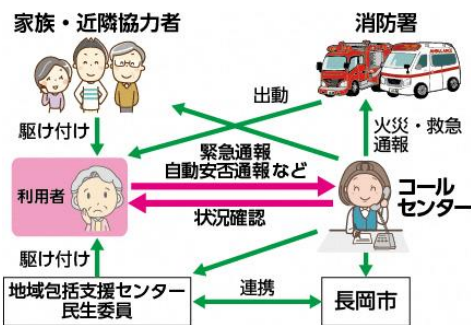 家族・近隣協力者
消防署
出動
駆け付け
火災・救急
通報
緊急通報
自動安否通報など
利用者
コール
センター
状況確認
駆け付け
地域包括支援センター
民生委員
連携
長岡市